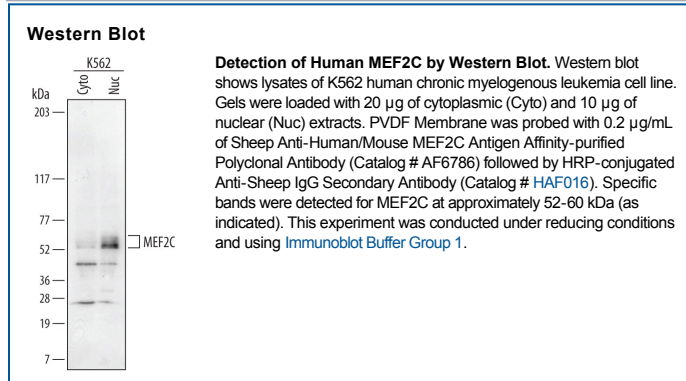 Western Blot
K562
Cyto
Nuc
kDa
203
117
77
52
36
28
19
7
MEF2C
Detection of Human MEF2C by Western Blot. Western blot
shows lysates of K562 human chronic myelogenous leukemia cell line.
Gels were loaded with 20 µg of cytoplasmic (Cyto) and 10 µg of
nuclear (Nuc) extracts. PVDF Membrane was probed with 0.2 µg/mL
of Sheep Anti-Human/Mouse MEF2C Antigen Affinity-purified
Polyclonal Antibody (Catalog # AF6786) followed by HRP-conjugated
Anti-Sheep IgG Secondary Antibody (Catalog # HAF016). Specific
bands were detected for MEF2C at approximately 52-60 kDa (as
indicated). This experiment was conducted under reducing conditions
and using Immunoblot Buffer Group 1.